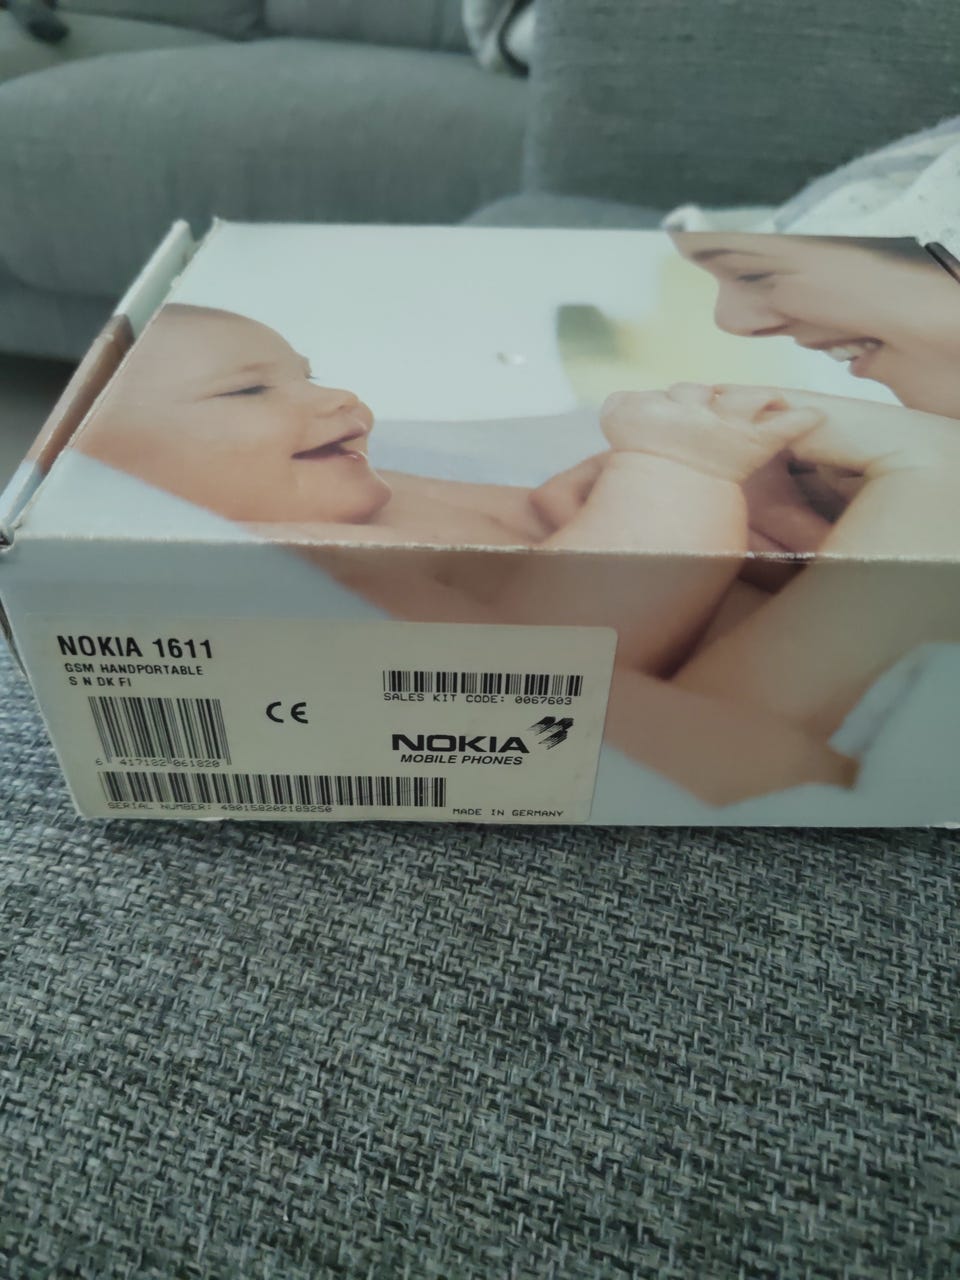 NOKIA 1611
GSM HANDPORTABLE
S N DK FI
6 417182 061820
CE
SALES KIT CODE: 0067603
NOKIA
MOBILE PHONES
SERIAL NUMBER: 490158202189250
MADE IN GERMANY